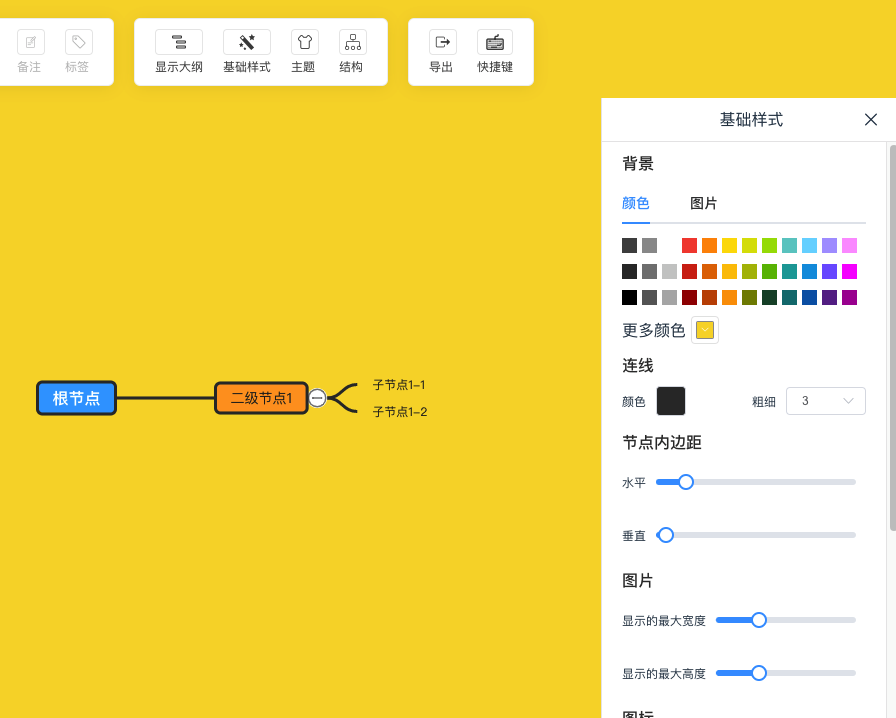 备注 标签 显示大纲 基础样式 主题 结构 导出 快捷键
基础样式
背景
颜色 图片
更多颜色
连线
颜色 粗细 3
节点内边距
水平
垂直
图片
显示的最大宽度
显示的最大高度
图标
根节点
二级节点1
子节点1-1
子节点1-2